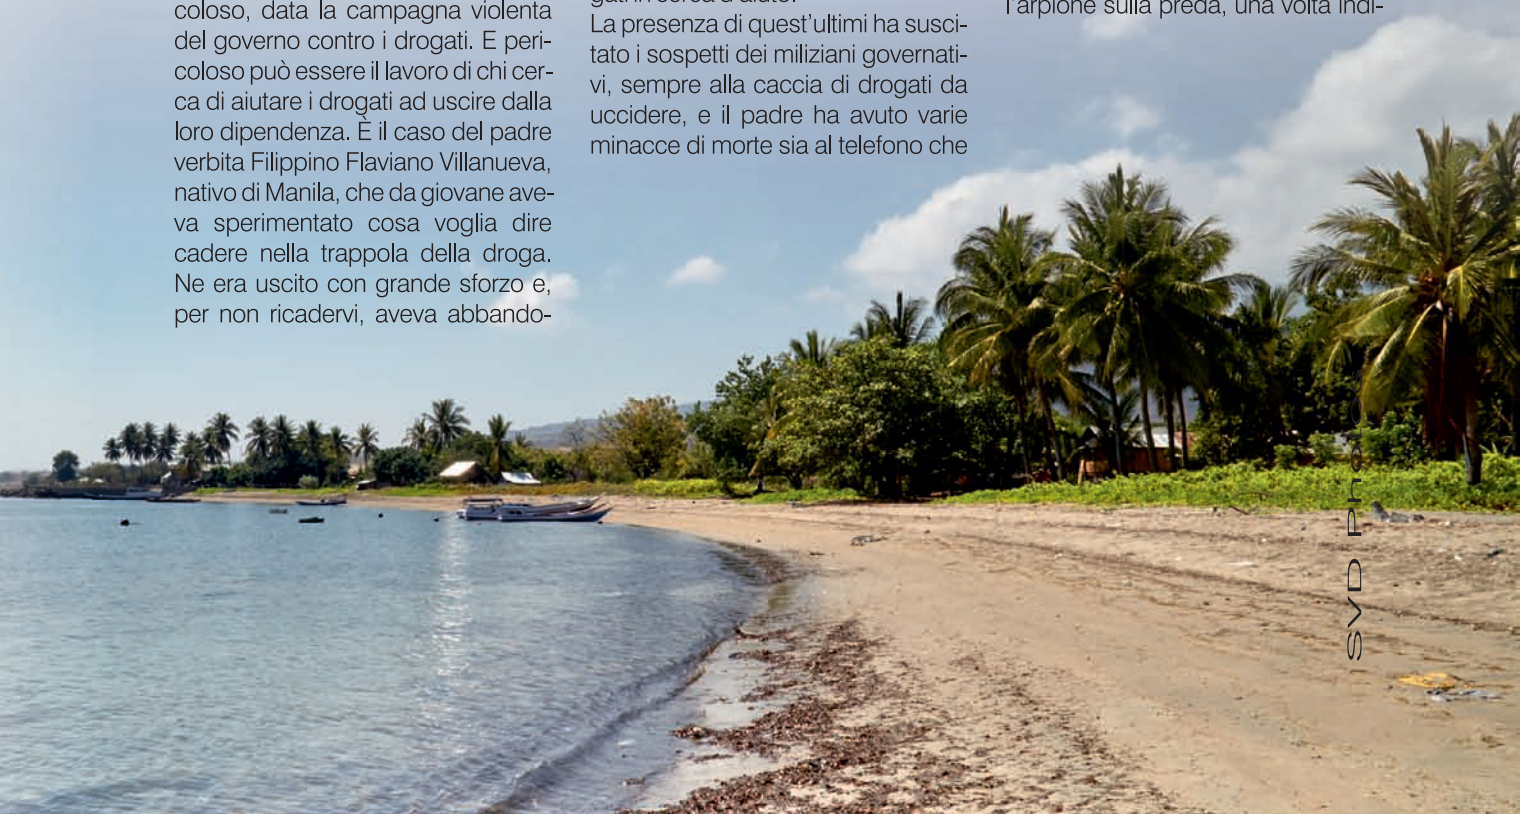 coloso, data la campagna violenta
del governo contro i drogati. E peri-
coloso può essere il lavoro di chi cer-
ca di aiutare i drogati ad uscire dalla
loro dipendenza. È il caso del padre
verbita Filippino Flaviano Villanueva,
nativo di Manila, che da giovane ave-
va sperimentato cosa voglia dire
cadere nella trappola della droga.
Ne era uscito con grande sforzo e,
per non ricadervi, aveva abbando-
La presenza di quest'ultimi ha susci-
tato i sospetti dei miliziani governati-
vi, sempre alla caccia di drogati da
uccidere, e il padre ha avuto varie
minacce di morte sia al telefono che
l'arpione sulla preda, una volta indi-
SVD